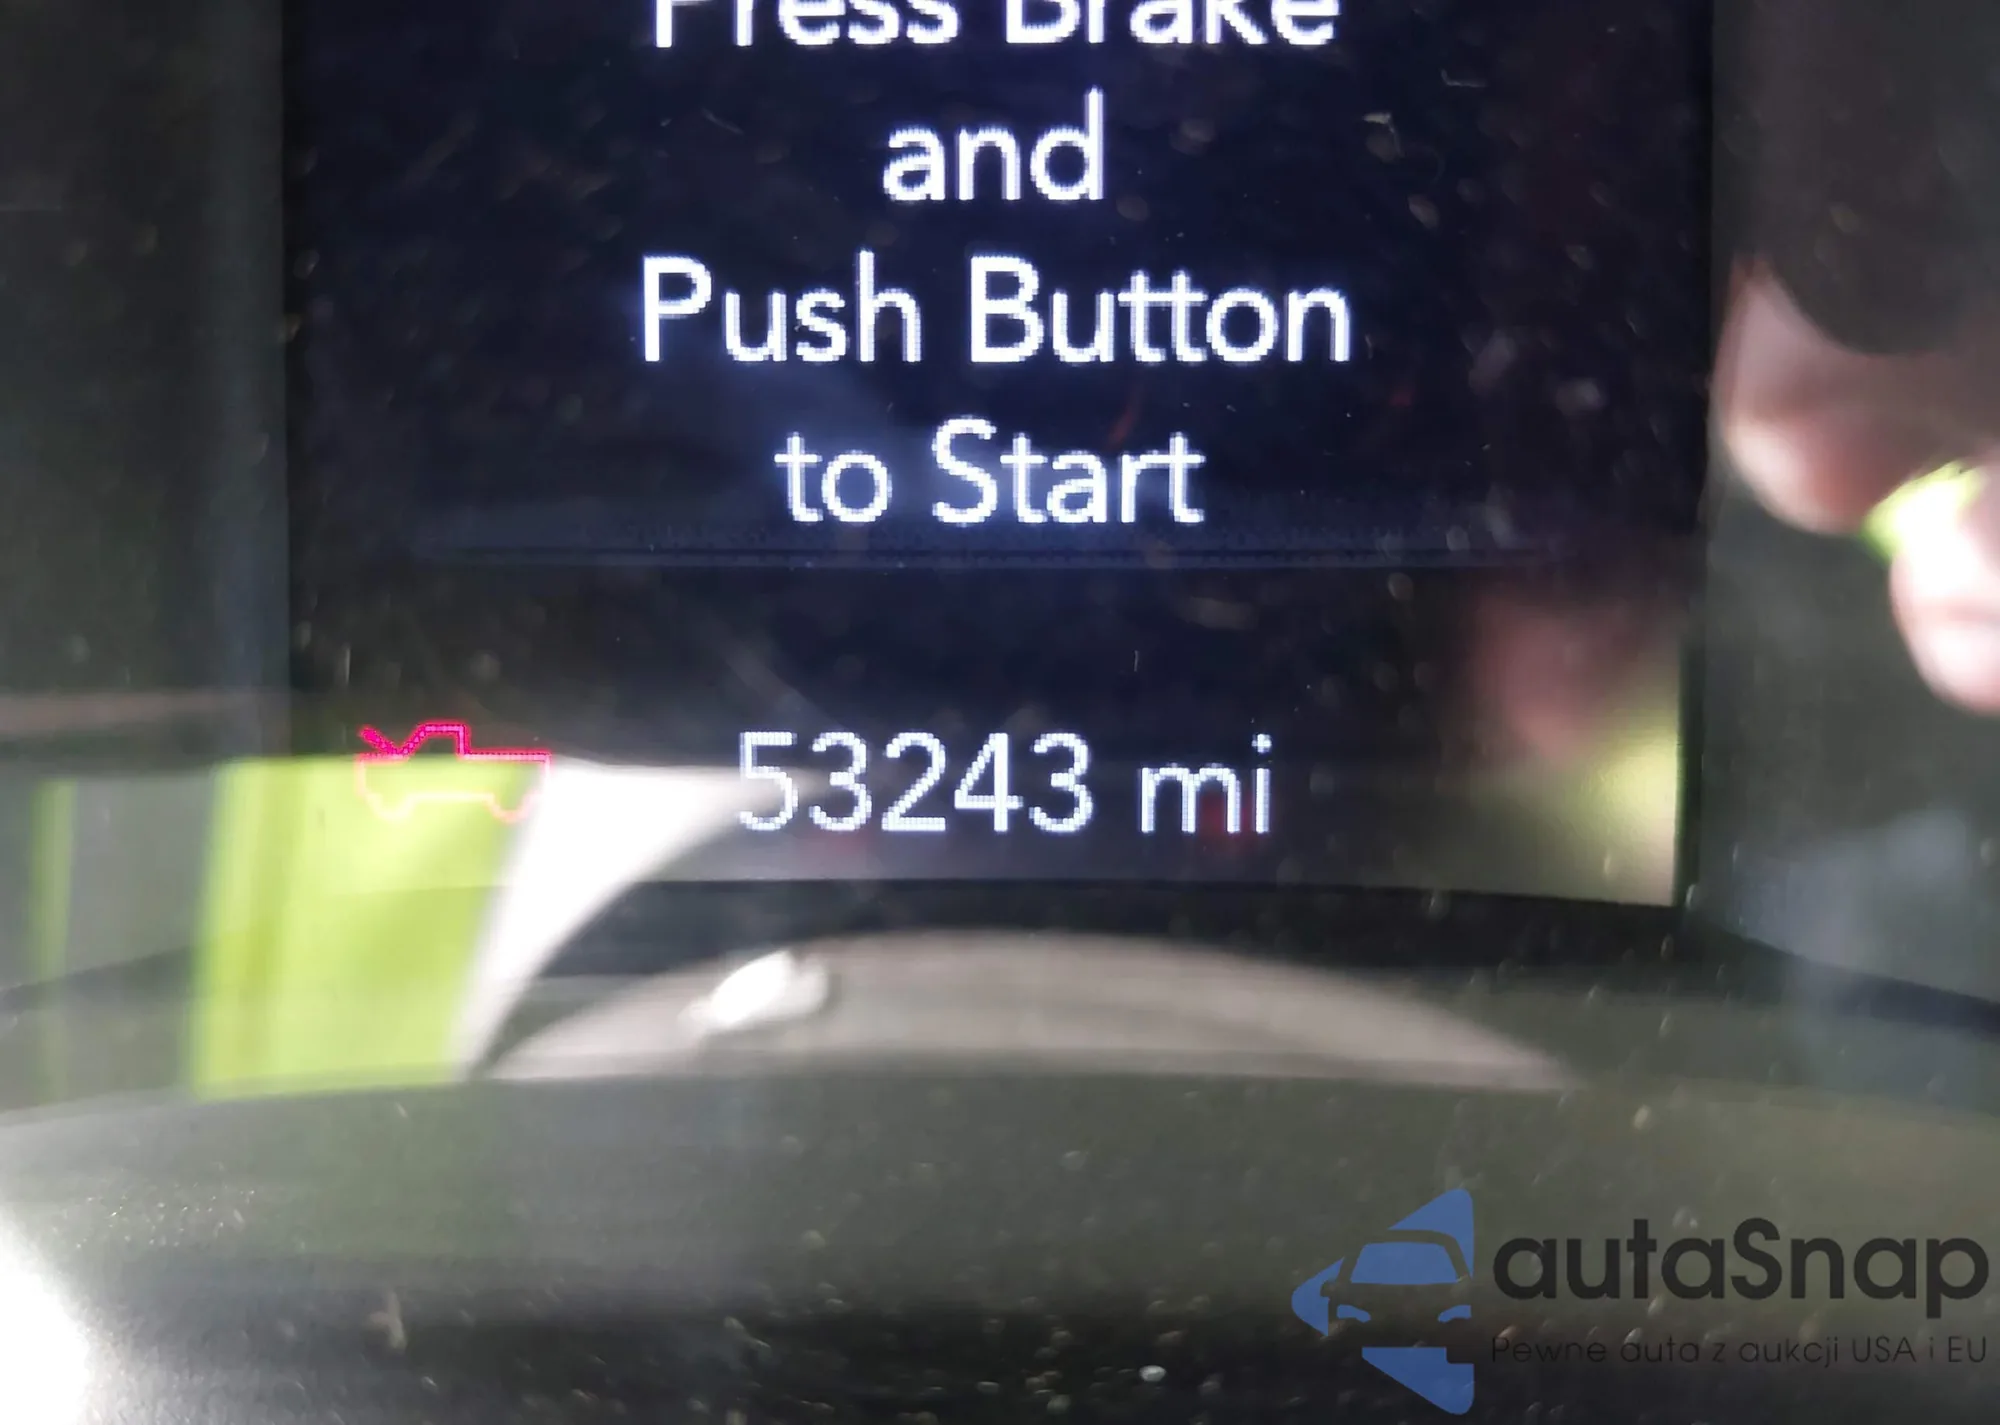 Press Brake
and
Push Button
to Start
53243 mi
autaSnap
Pewne auta z aukcji USA i EU